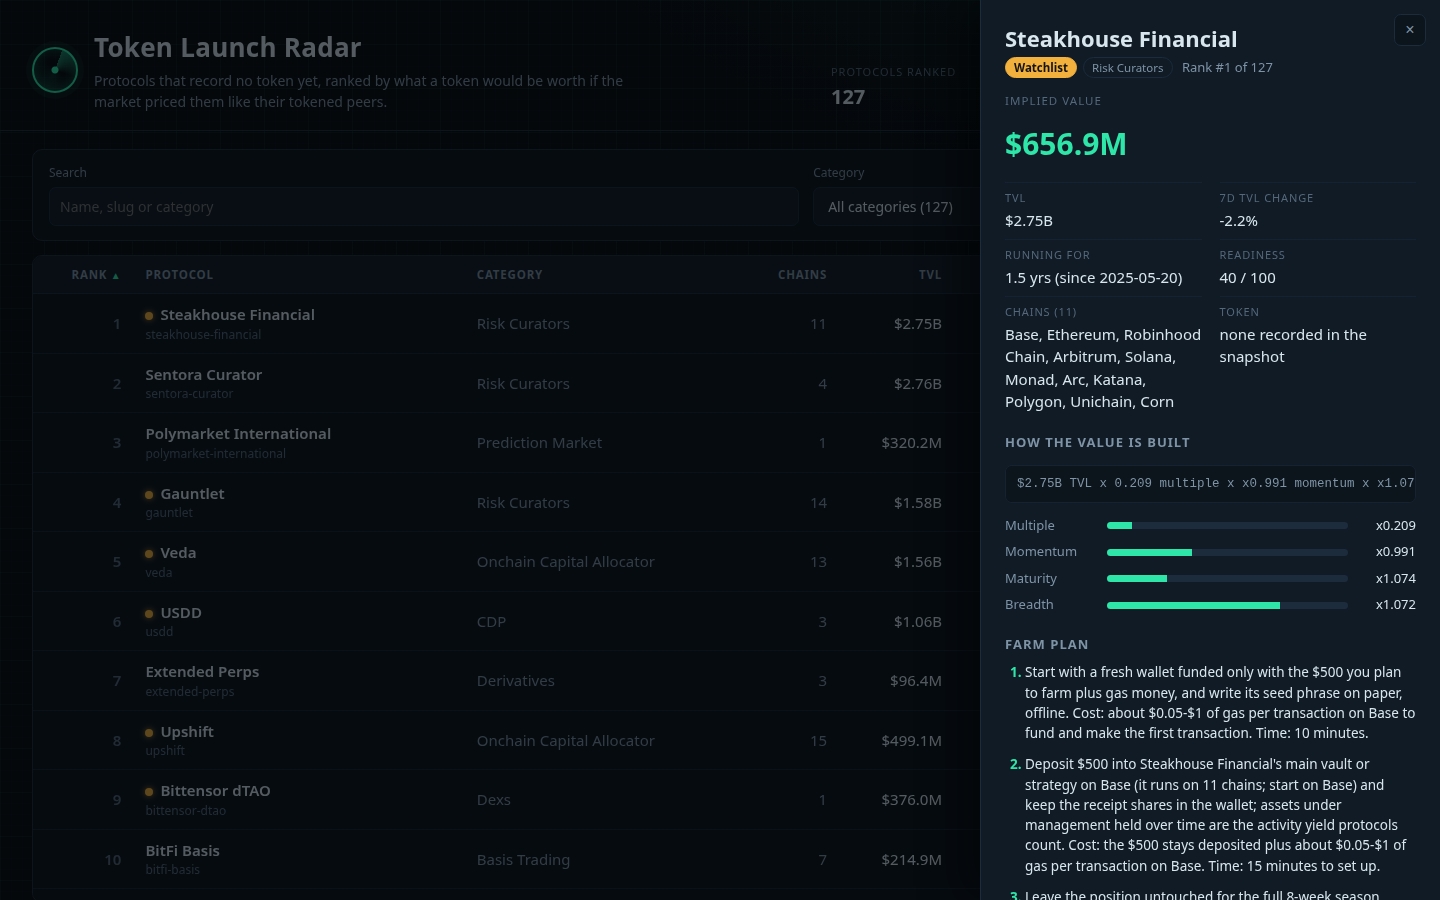 Token Launch Radar
Protocols that record no token yet, ranked by what a token would be worth if the
market priced them like their tokened peers.
PROTOCOLS RANKED
127
Search
Name, slug or category
Category
All categories (127)
RANK ▲ PROTOCOL CATEGORY CHAINS TVL
1 Steakhouse Financial Risk Curators 11 $2.75B
steakhouse-financial
2 Sentora Curator Risk Curators 4 $2.76B
sentora-curator
3 Polymarket International Prediction Market 1 $320.2M
polymarket-international
4 Gauntlet Risk Curators 14 $1.58B
gauntlet
5 Veda Onchain Capital Allocator 13 $1.56B
veda
6 USDD CDP 3 $1.06B
usdd
7 Extended Perps Derivatives 3 $96.4M
extended-perps
8 Upshift Onchain Capital Allocator 15 $499.1M
upshift
9 Bittensor dTAO Dexs 1 $376.0M
bittensor-dtao
10 BitFi Basis Basis Trading 7 $214.9M
bitfi-basis
Steakhouse Financial
×
Watchlist Risk Curators Rank #1 of 127
IMPLIED VALUE
$656.9M
TVL
$2.75B
7D TVL CHANGE
-2.2%
RUNNING FOR
1.5 yrs (since 2025-05-20)
READINESS
40 / 100
CHAINS (11)
Base, Ethereum, Robinhood
Chain, Arbitrum, Solana,
Monad, Arc, Katana,
Polygon, Unichain, Corn
TOKEN
none recorded in the
snapshot
HOW THE VALUE IS BUILT
$2.75B TVL x 0.209 multiple x x0.991 momentum x x1.07
Multiple x0.209
Momentum x0.991
Maturity x1.074
Breadth x1.072
FARM PLAN
1. Start with a fresh wallet funded only with the $500 you plan
to farm plus gas money, and write its seed phrase on paper,
offline. Cost: about $0.05-$1 of gas per transaction on Base to
fund and make the first transaction. Time: 10 minutes.
2. Deposit $500 into Steakhouse Financial's main vault or
strategy on Base (it runs on 11 chains; start on Base) and
keep the receipt shares in the wallet; assets under
management held over time are the activity yield protocols
count. Cost: the $500 stays deposited plus about $0.05-$1 of
gas per transaction on Base. Time: 15 minutes to set up.
3. Leave the position untouched for the full 8-week season